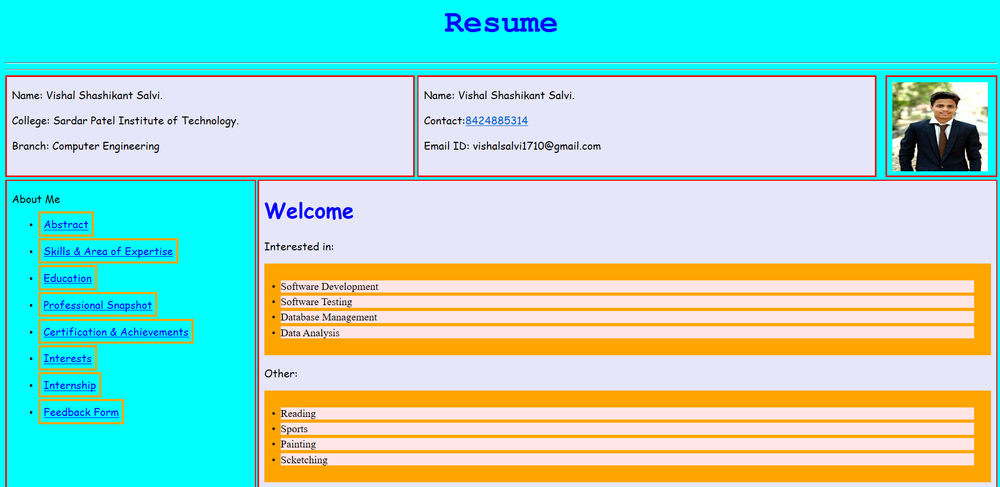 Resume
Name: Vishal Shashikant Salvi.
College: Sardar Patel Institute of Technology.
Branch: Computer Engineering
Name: Vishal Shashikant Salvi.
Contact:8424885314
Email ID: vishalsalvi1710@gmail.com
About Me
• Abstract
• Skills & Area of Expertise
• Education
• Professional Snapshot
• Certification & Achievements
• Interests
• Internship
• Feedback Form
Welcome
Interested in:
• Software Development
• Software Testing
• Database Management
• Data Analysis
Other:
• Reading
• Sports
• Painting
• Scketching